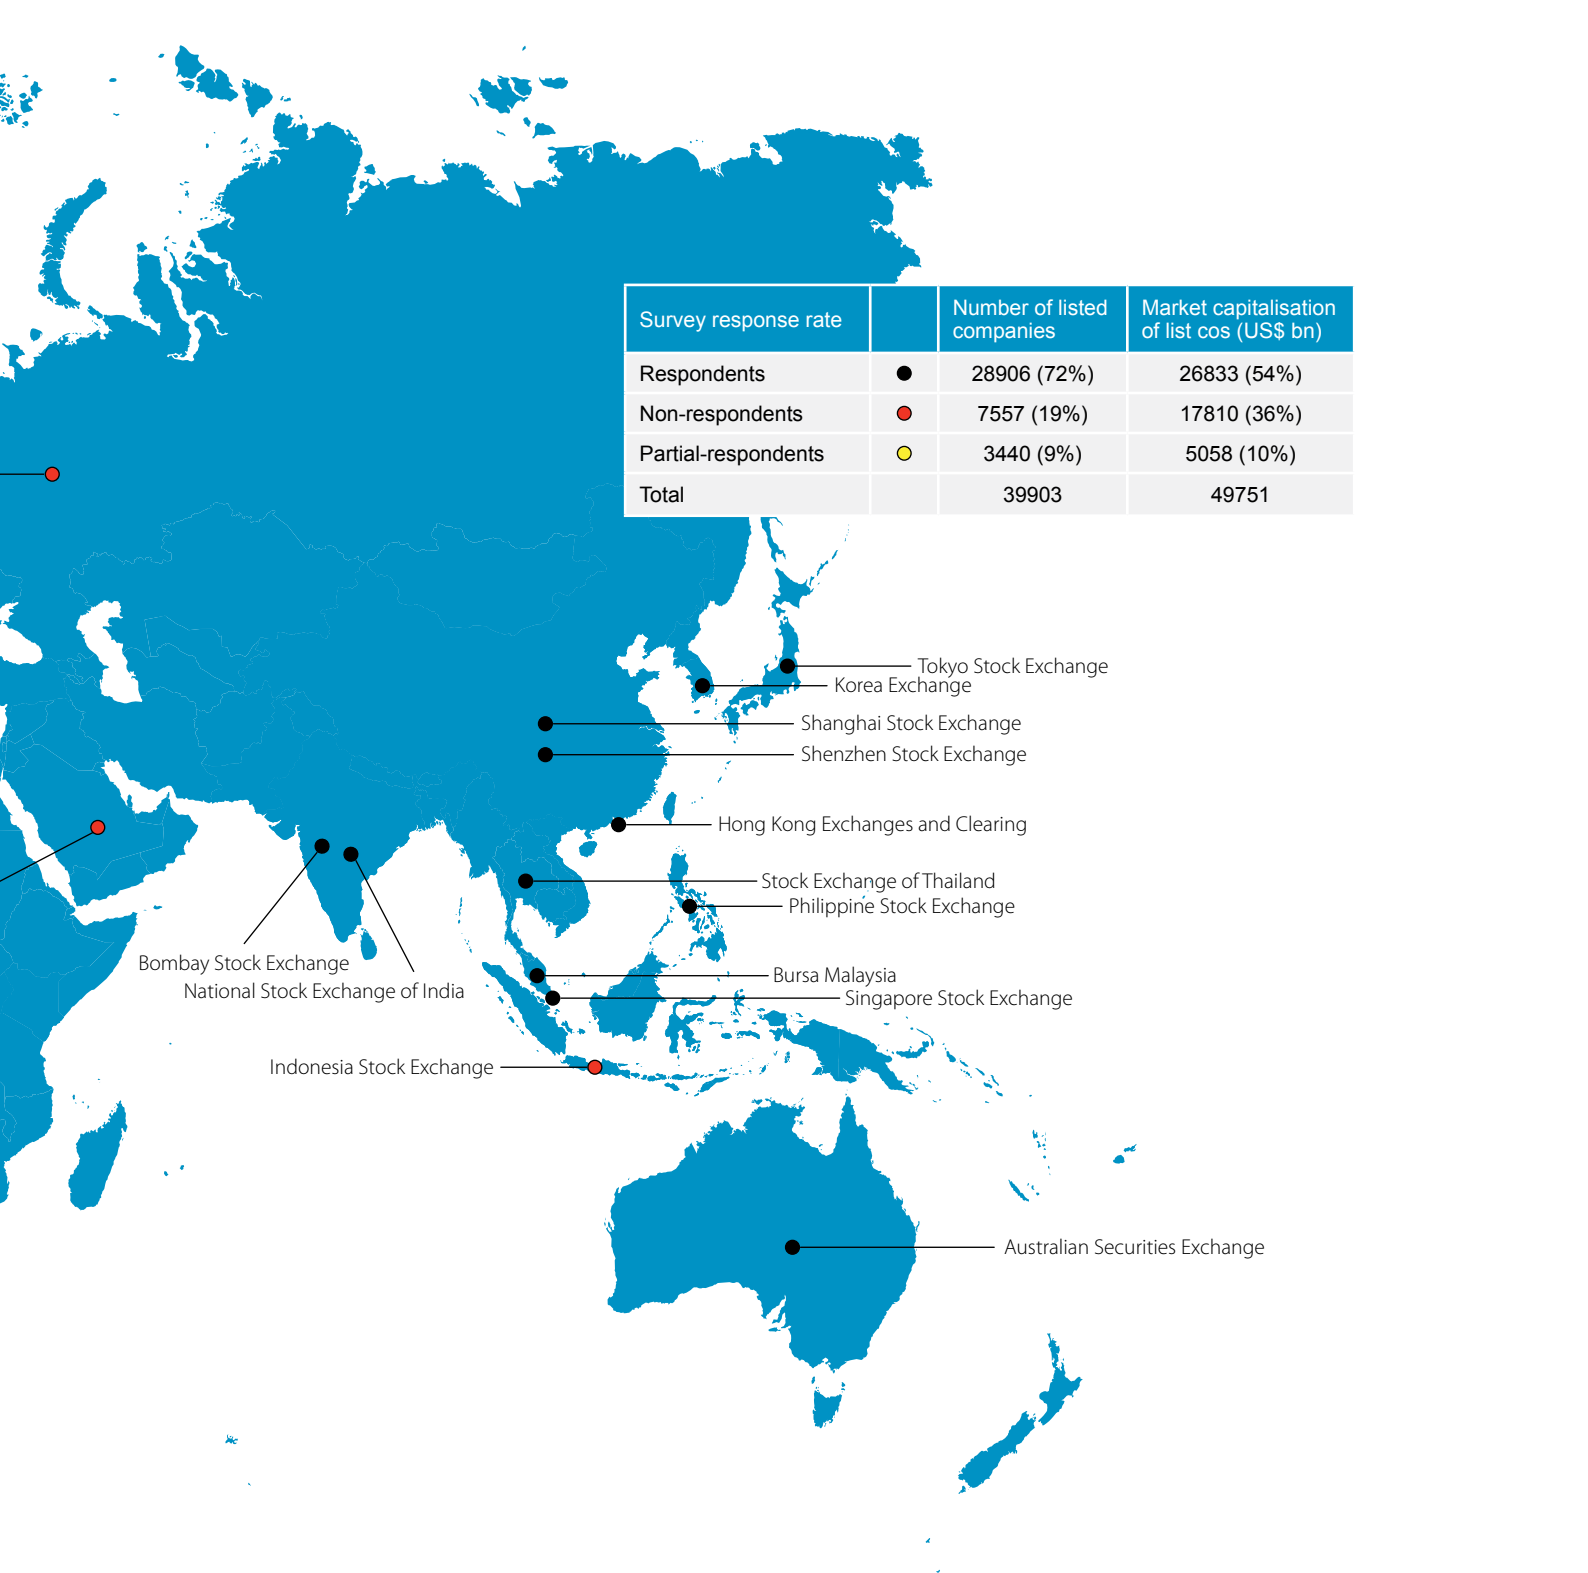 Survey response rate
Number of listed
companies
Market capitalisation
of list cos (US$ bn)
Respondents
28906 (72%)
26833 (54%)
Non-respondents
7557 (19%)
17810 (36%)
Partial-respondents
3440 (9%)
5058 (10%)
Total
39903
49751
Tokyo Stock Exchange
Korea Exchange
Shanghai Stock Exchange
Shenzhen Stock Exchange
Hong Kong Exchanges and Clearing
Stock Exchange of Thailand
Philippine Stock Exchange
Bombay Stock Exchange
National Stock Exchange of India
Bursa Malaysia
Singapore Stock Exchange
Indonesia Stock Exchange
Australian Securities Exchange